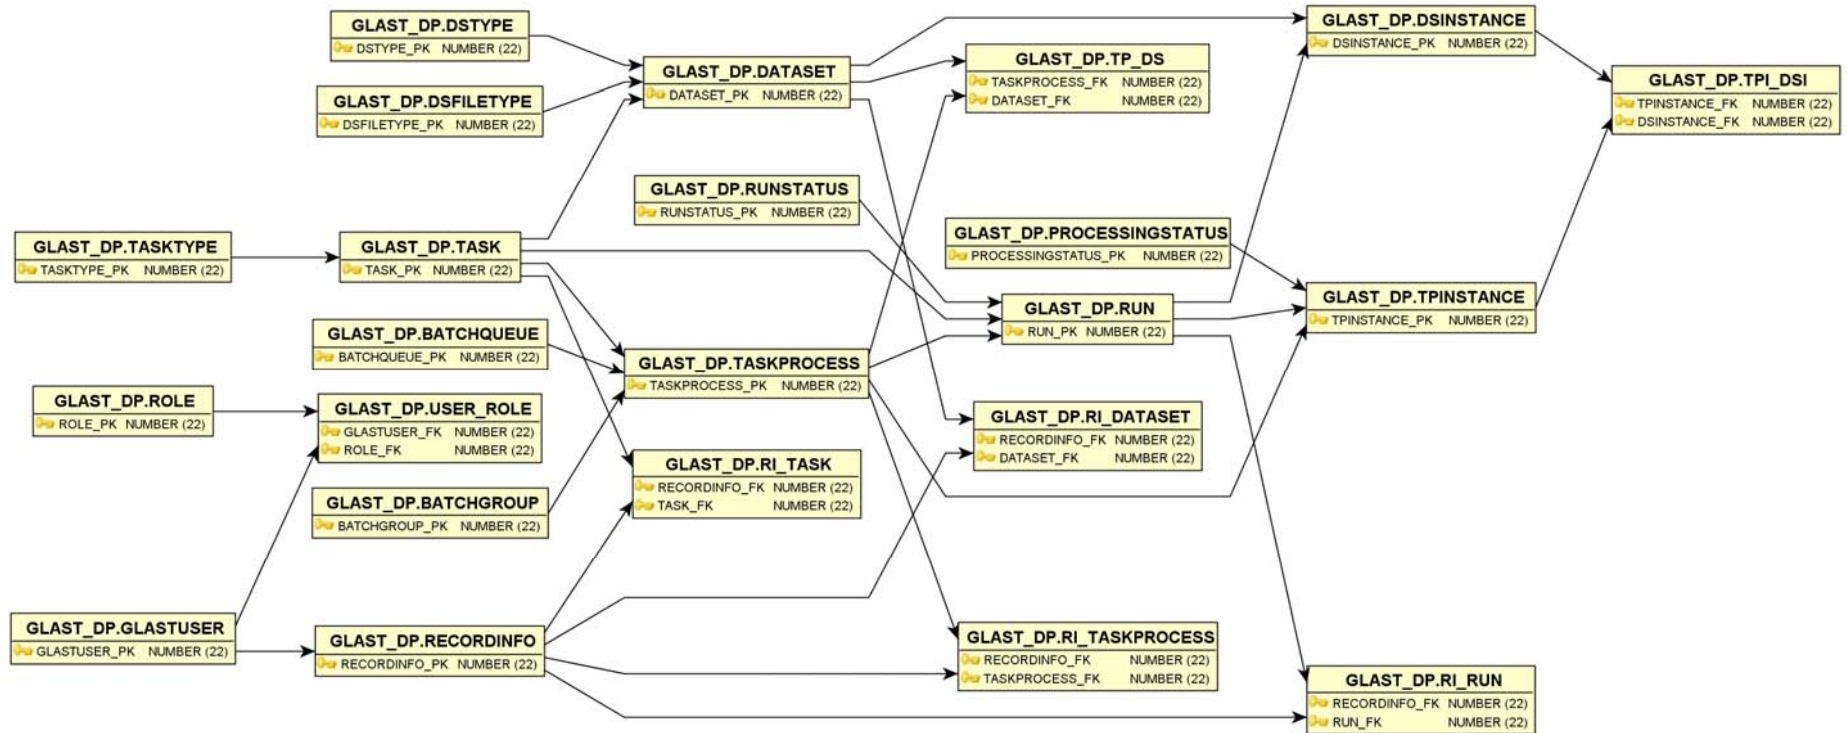 GLAST_DP.DSTYPE
DSTYPE_PK NUMBER (22)
GLAST_DP.DSFILETYPE
DSFILETYPE_PK NUMBER (22)
GLAST_DP.DATASET
DATASET_PK NUMBER (22)
GLAST_DP.TP_DS
TASKPROCESS_FK NUMBER (22)
DATASET_FK NUMBER (22)
GLAST_DP.DSINSTANCE
DSINSTANCE_PK NUMBER (22)
GLAST_DP.TPI_DSI
TPINSTANCE_FK NUMBER (22)
DSINSTANCE_FK NUMBER (22)
GLAST_DP.RUNSTATUS
RUNSTATUS_PK NUMBER (22)
GLAST_DP.PROCESSINGSTATUS
PROCESSINGSTATUS_PK NUMBER (22)
GLAST_DP.TASKTYPE
TASKTYPE_PK NUMBER (22)
GLAST_DP.TASK
TASK_PK NUMBER (22)
GLAST_DP.RUN
RUN_PK NUMBER (22)
GLAST_DP.TPINSTANCE
TPINSTANCE_PK NUMBER (22)
GLAST_DP.BATCHQUEUE
BATCHQUEUE_PK NUMBER (22)
GLAST_DP.TASKPROCESS
TASKPROCESS_PK NUMBER (22)
GLAST_DP.ROLE
ROLE_PK NUMBER (22)
GLAST_DP.USER_ROLE
GLASTUSER_FK NUMBER (22)
ROLE_FK NUMBER (22)
GLAST_DP.RI_DATASET
RECORDINFO_FK NUMBER (22)
DATASET_FK NUMBER (22)
GLAST_DP.RI_TASK
RECORDINFO_FK NUMBER (22)
TASK_FK NUMBER (22)
GLAST_DP.BATCHGROUP
BATCHGROUP_PK NUMBER (22)
GLAST_DP.GLASTUSER
GLASTUSER_PK NUMBER (22)
GLAST_DP.RECORDINFO
RECORDINFO_PK NUMBER (22)
GLAST_DP.RI_TASKPROCESS
RECORDINFO_FK NUMBER (22)
TASKPROCESS_FK NUMBER (22)
GLAST_DP.RI_RUN
RECORDINFO_FK NUMBER (22)
RUN_FK NUMBER (22)